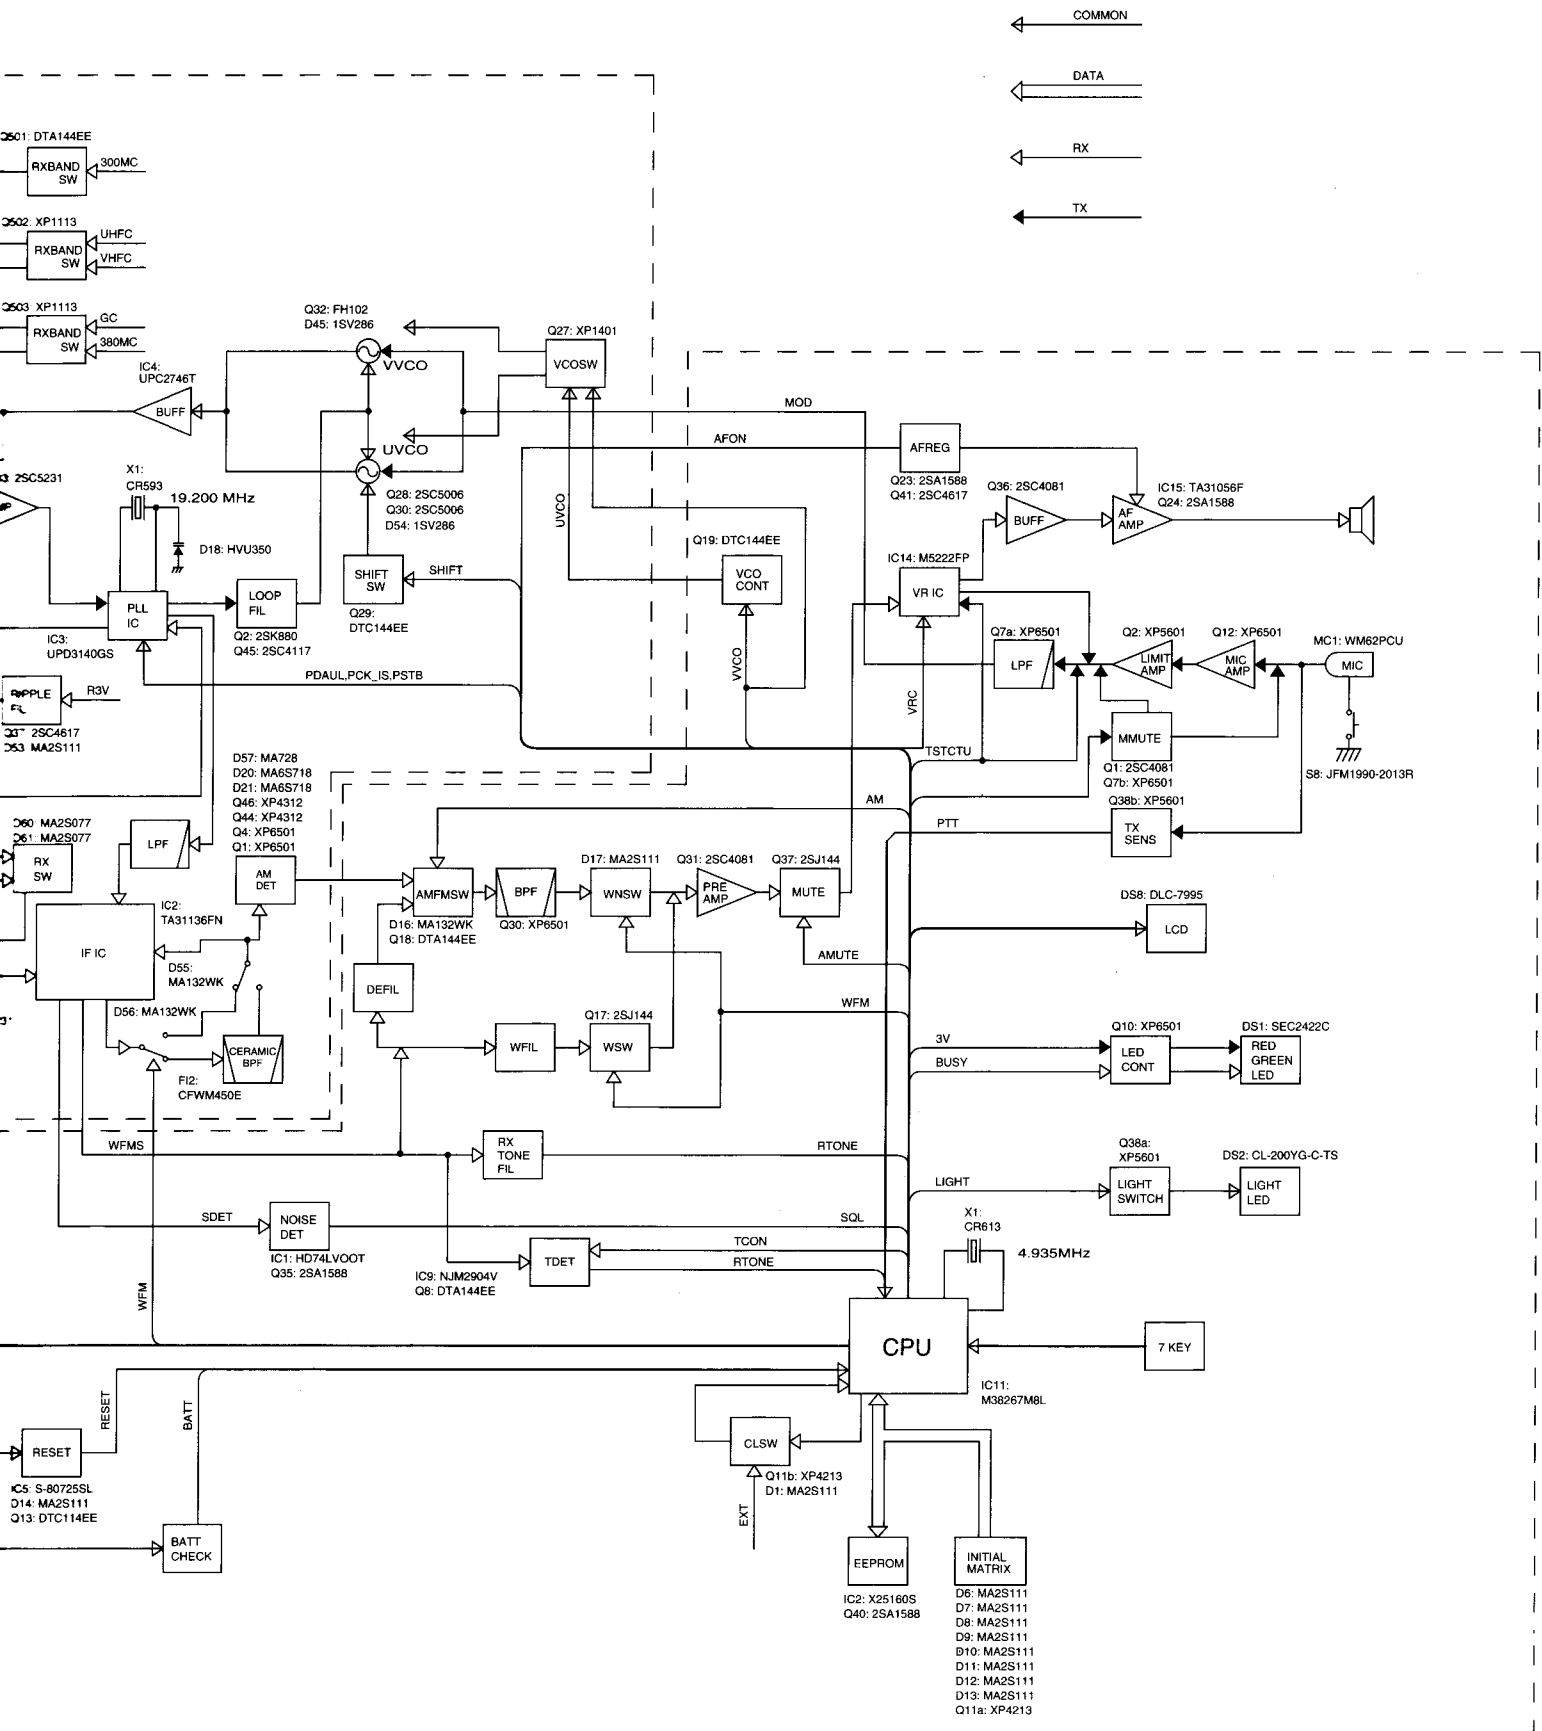 COMMON
DATA
RX
TX
Q501: DTA144EE
RXBAND
SW
300MC
Q502: XP1113
RXBAND
SW
UHFC
VHFC
Q503 XP1113
RXBAND
SW
GC
380MC
IC4:
UPC2746T
BUFF
Q32: FH102
D45: 1SV286
VVCO
UVCO
Q27: XP1401
VCOSW
MOD
AFON
AFREG
Q23: 2SA1588
Q41: 2SC4617
2SC5231
X1:
CR593
19.200 MHz
D18: HVU350
Q28: 2SC5006
Q30: 2SC5006
D54: 1SV286
UVCO
Q36: 2SC4081
BUFF
IC15: TA31056F
Q24: 2SA1588
AF
AMP
SHIFT
SW
SHIFT
Q29:
DTC144EE
Q19: DTC144EE
VCO
CONT
IC14: M5222FP
VR IC
PLL
IC
IC3:
UPD3140GS
LOOP
FIL
Q2: 2SK880
Q45: 2SC4117
Q7a: XP6501
LPF
Q2: XP5601
LIMIT
AMP
Q12: XP6501
MIC
AMP
MC1: WM62PCU
MIC
VVCO
VRC
PDAUL,PCK_IS,PSTB
RIPPLE
FIL
R3V
2SC4617
D53 MA2S111
TSTCTU
MMUTE
Q1: 2SC4081
Q7b: XP6501
S8: JFM1990-2013R
D57: MA728
D20: MA6S718
D21: MA6S718
Q46: XP4312
Q44: XP4312
Q4: XP6501
Q1: XP6501
AM
Q38b: XP5601
TX
SENS
PTT
D60 MA2S077
D61: MA2S077
RX
SW
LPF
AM
DET
AMFMSW
D16: MA132WK
Q18: DTA144EE
BPF
Q30: XP6501
D17: MA2S111
WNSW
Q31: 2SC4081
PRE
AMP
Q37: 2SJ144
MUTE
DS8: DLC-7995
LCD
IC2:
TA31136FN
IF IC
D55:
MA132WK
D56: MA132WK
DEFIL
AMUTE
WFM
WFIL
Q17: 2SJ144
WSW
CERAMIC
BPF
FI2:
CFWM450E
3V
BUSY
Q10: XP6501
LED
CONT
DS1: SEC2422C
RED
GREEN
LED
WFMS
RX
TONE
FIL
RTONE
Q38a:
XP5601
LIGHT
LIGHT
SWITCH
DS2: CL-200YG-C-TS
LIGHT
LED
SDET
NOISE
DET
IC1: HD74LVOOT
Q35: 2SA1588
SQL
TCON
RTONE
TDET
IC9: NJM2904V
Q8: DTA144EE
X1:
CR613
4.935MHz
WFM
CPU
IC11:
M38267M8L
7 KEY
RESET
BATT
RESET
IC5: S-80725SL
D14: MA2S111
Q13: DTC114EE
BATT
CHECK
CLSW
Q11b: XP4213
D1: MA2S111
EXT
EEPROM
IC2: X25160S
Q40: 2SA1588
INITIAL
MATRIX
D6: MA2S111
D7: MA2S111
D8: MA2S111
D9: MA2S111
D10: MA2S111
D11: MA2S111
D12: MA2S111
D13: MA2S111
Q11a: XP4213